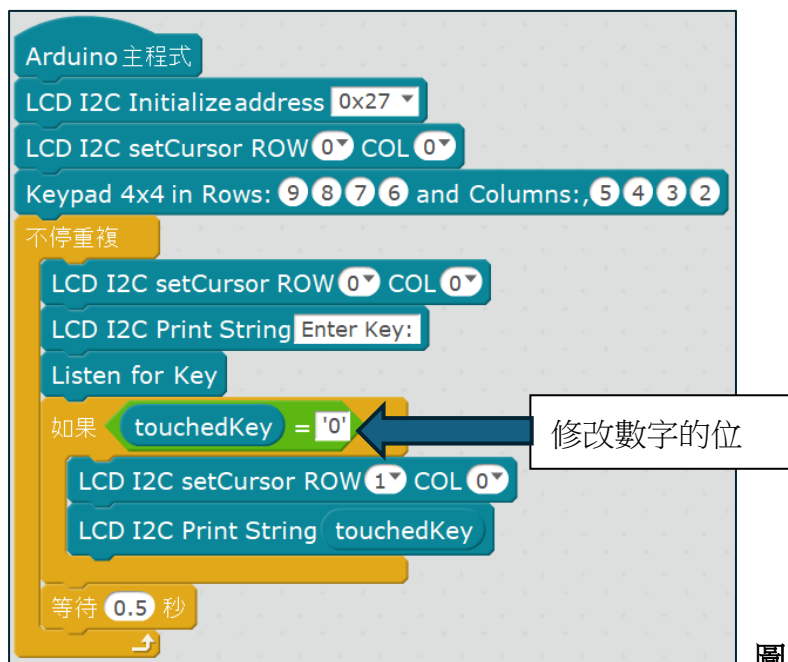 Arduino主程式
LCD I2C Initialize address 0x27
LCD I2C setCursor ROW 0 COL 0
Keypad 4x4 in Rows: 9 8 7 6 and Columns:, 5 4 3 2
不停重複
LCD I2C setCursor ROW 0 COL 0
LCD I2C Print String Enter Key:
Listen for Key
如果 touchedKey = '0'
修改數字的位
LCD I2C setCursor ROW 1 COL 0
LCD I2C Print String touchedKey
等待 0.5 秒
圖